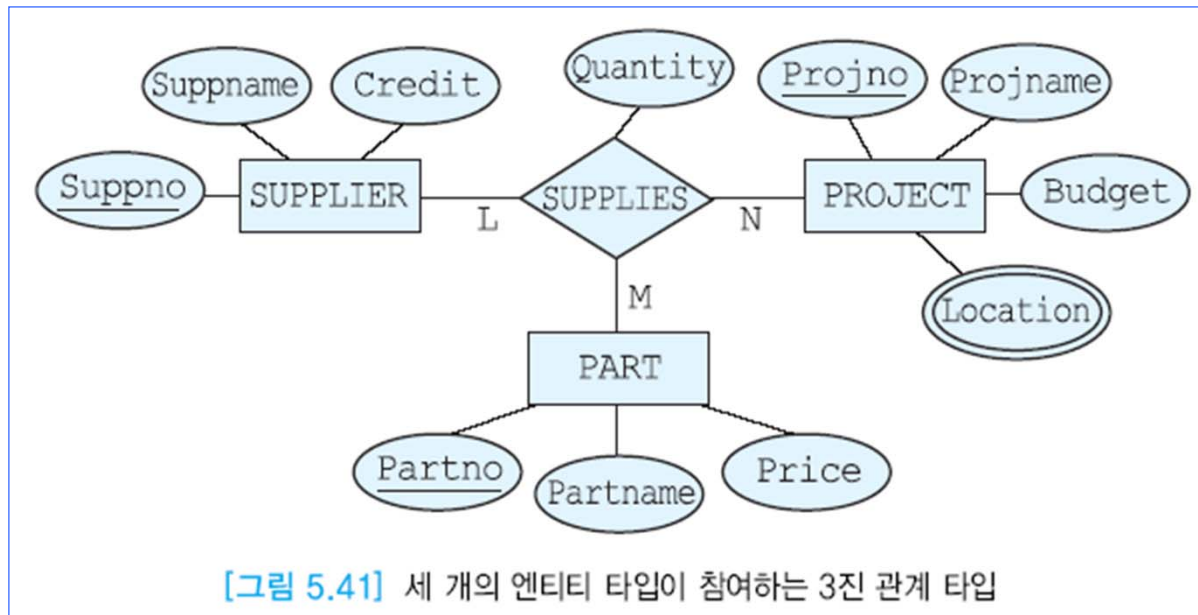 Quantity
Projno
Projname
Suppname
Credit
Suppno
SUPPLIER
SUPPLIES
PROJECT
Budget
L
N
M
Location
PART
Partno
Partname
Price
[그림 5.41] 세 개의 엔티티 타입이 참여하는 3진 관계 타입